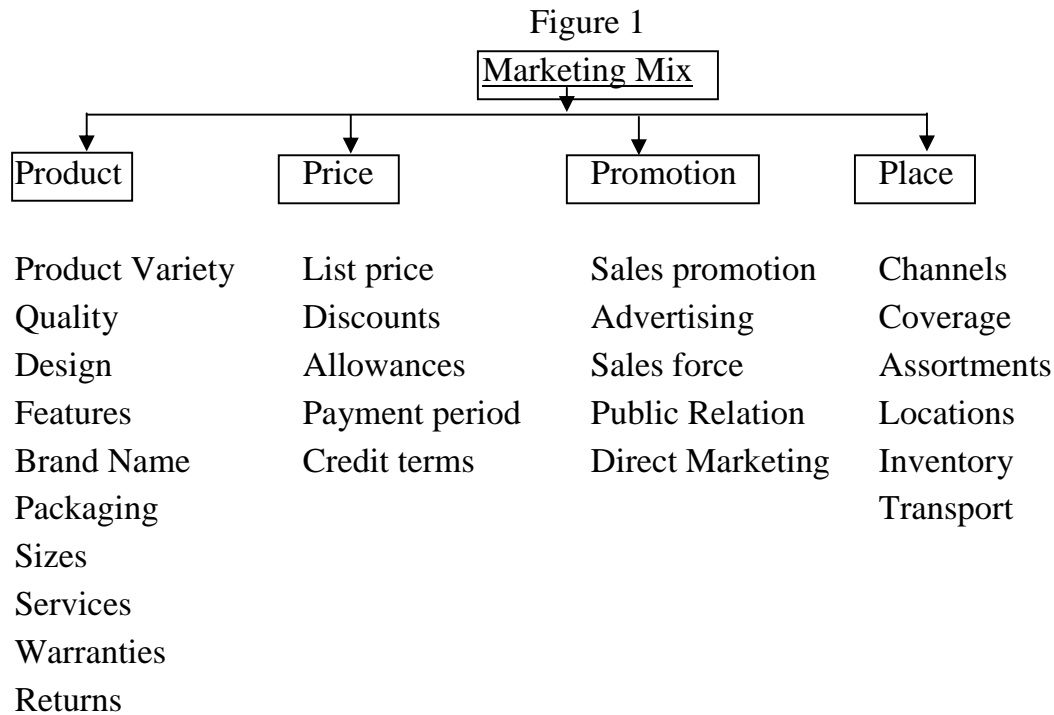 Figure 1
Marketing Mix
Product Price Promotion Place
Product Variety List price Sales promotion Channels
Quality Discounts Advertising Coverage
Design Allowances Sales force Assortments
Features Payment period Public Relation Locations
Brand Name Credit terms Direct Marketing Inventory
Packaging Transport
Sizes
Services
Warranties
Returns